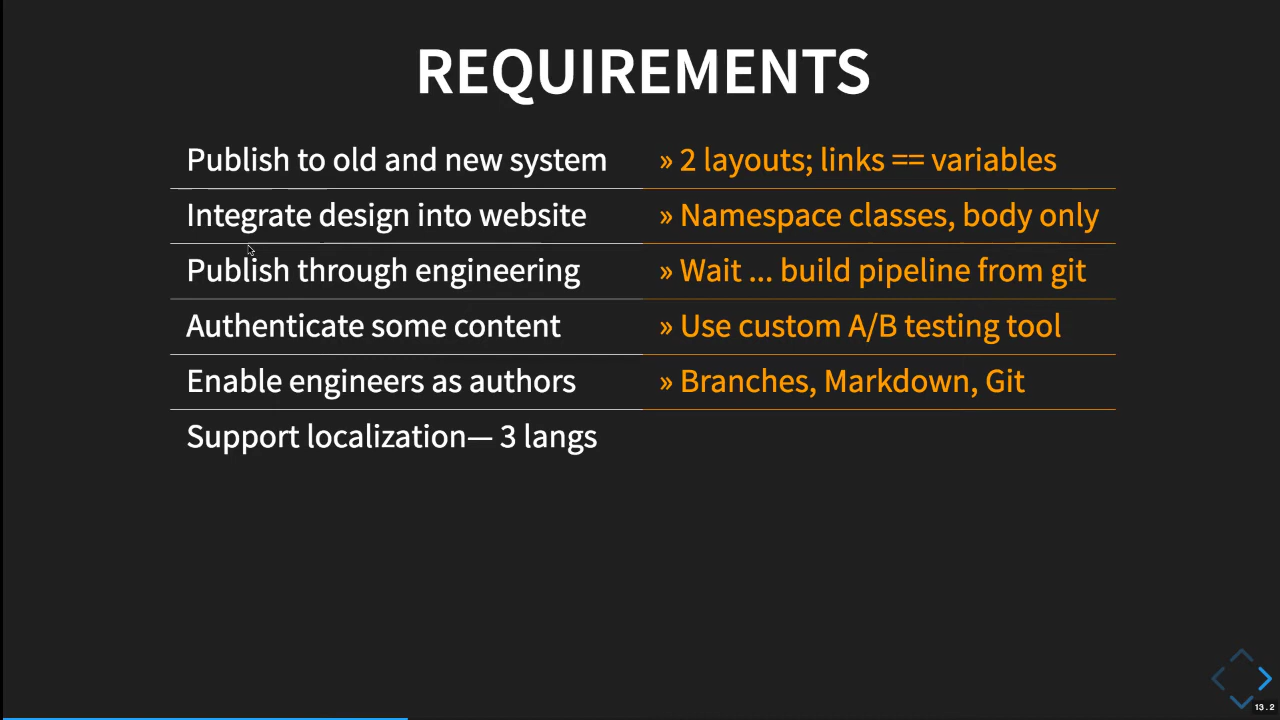 REQUIREMENTS
Publish to old and new system » 2 layouts; links == variables
Integrate design into website » Namespace classes, body only
Publish through engineering » Wait ... build pipeline from git
Authenticate some content » Use custom A/B testing tool
Enable engineers as authors » Branches, Markdown, Git
Support localization— 3 langs
13.2